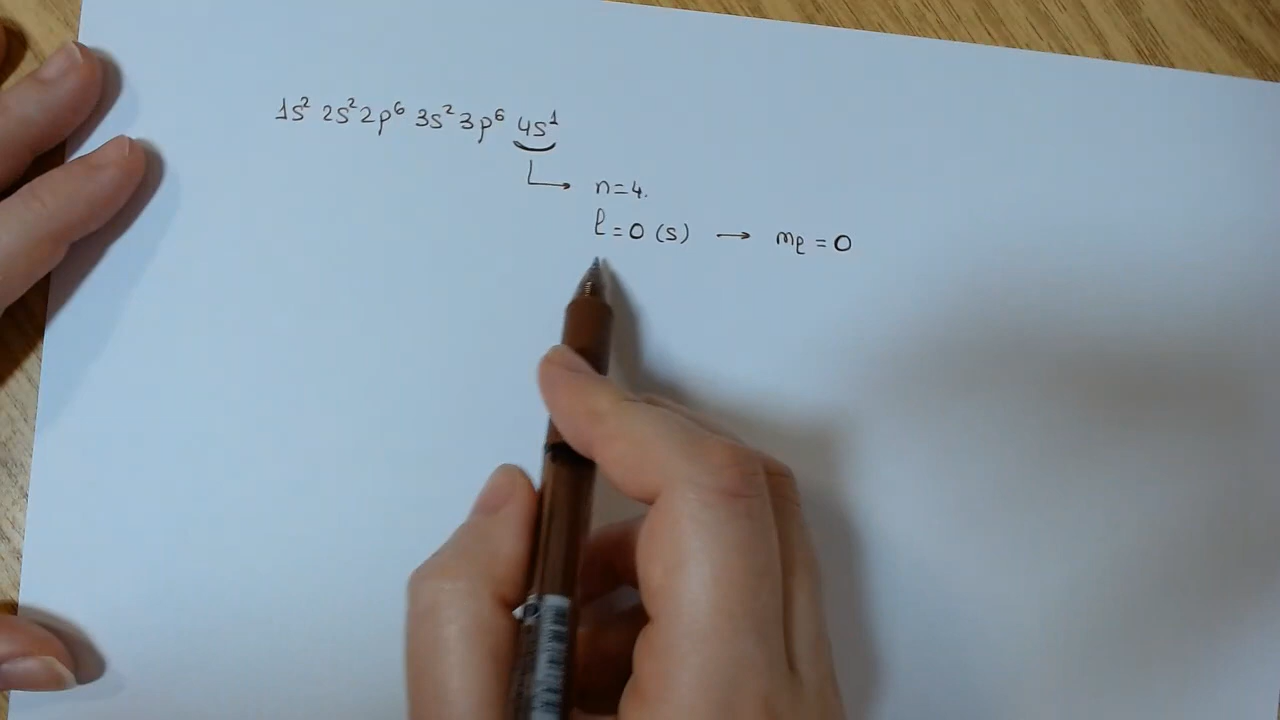 1s² 2s² 2p⁶ 3s² 3p⁶ 4s¹
→ n=4.
ℓ=0 (s) → mℓ = 0